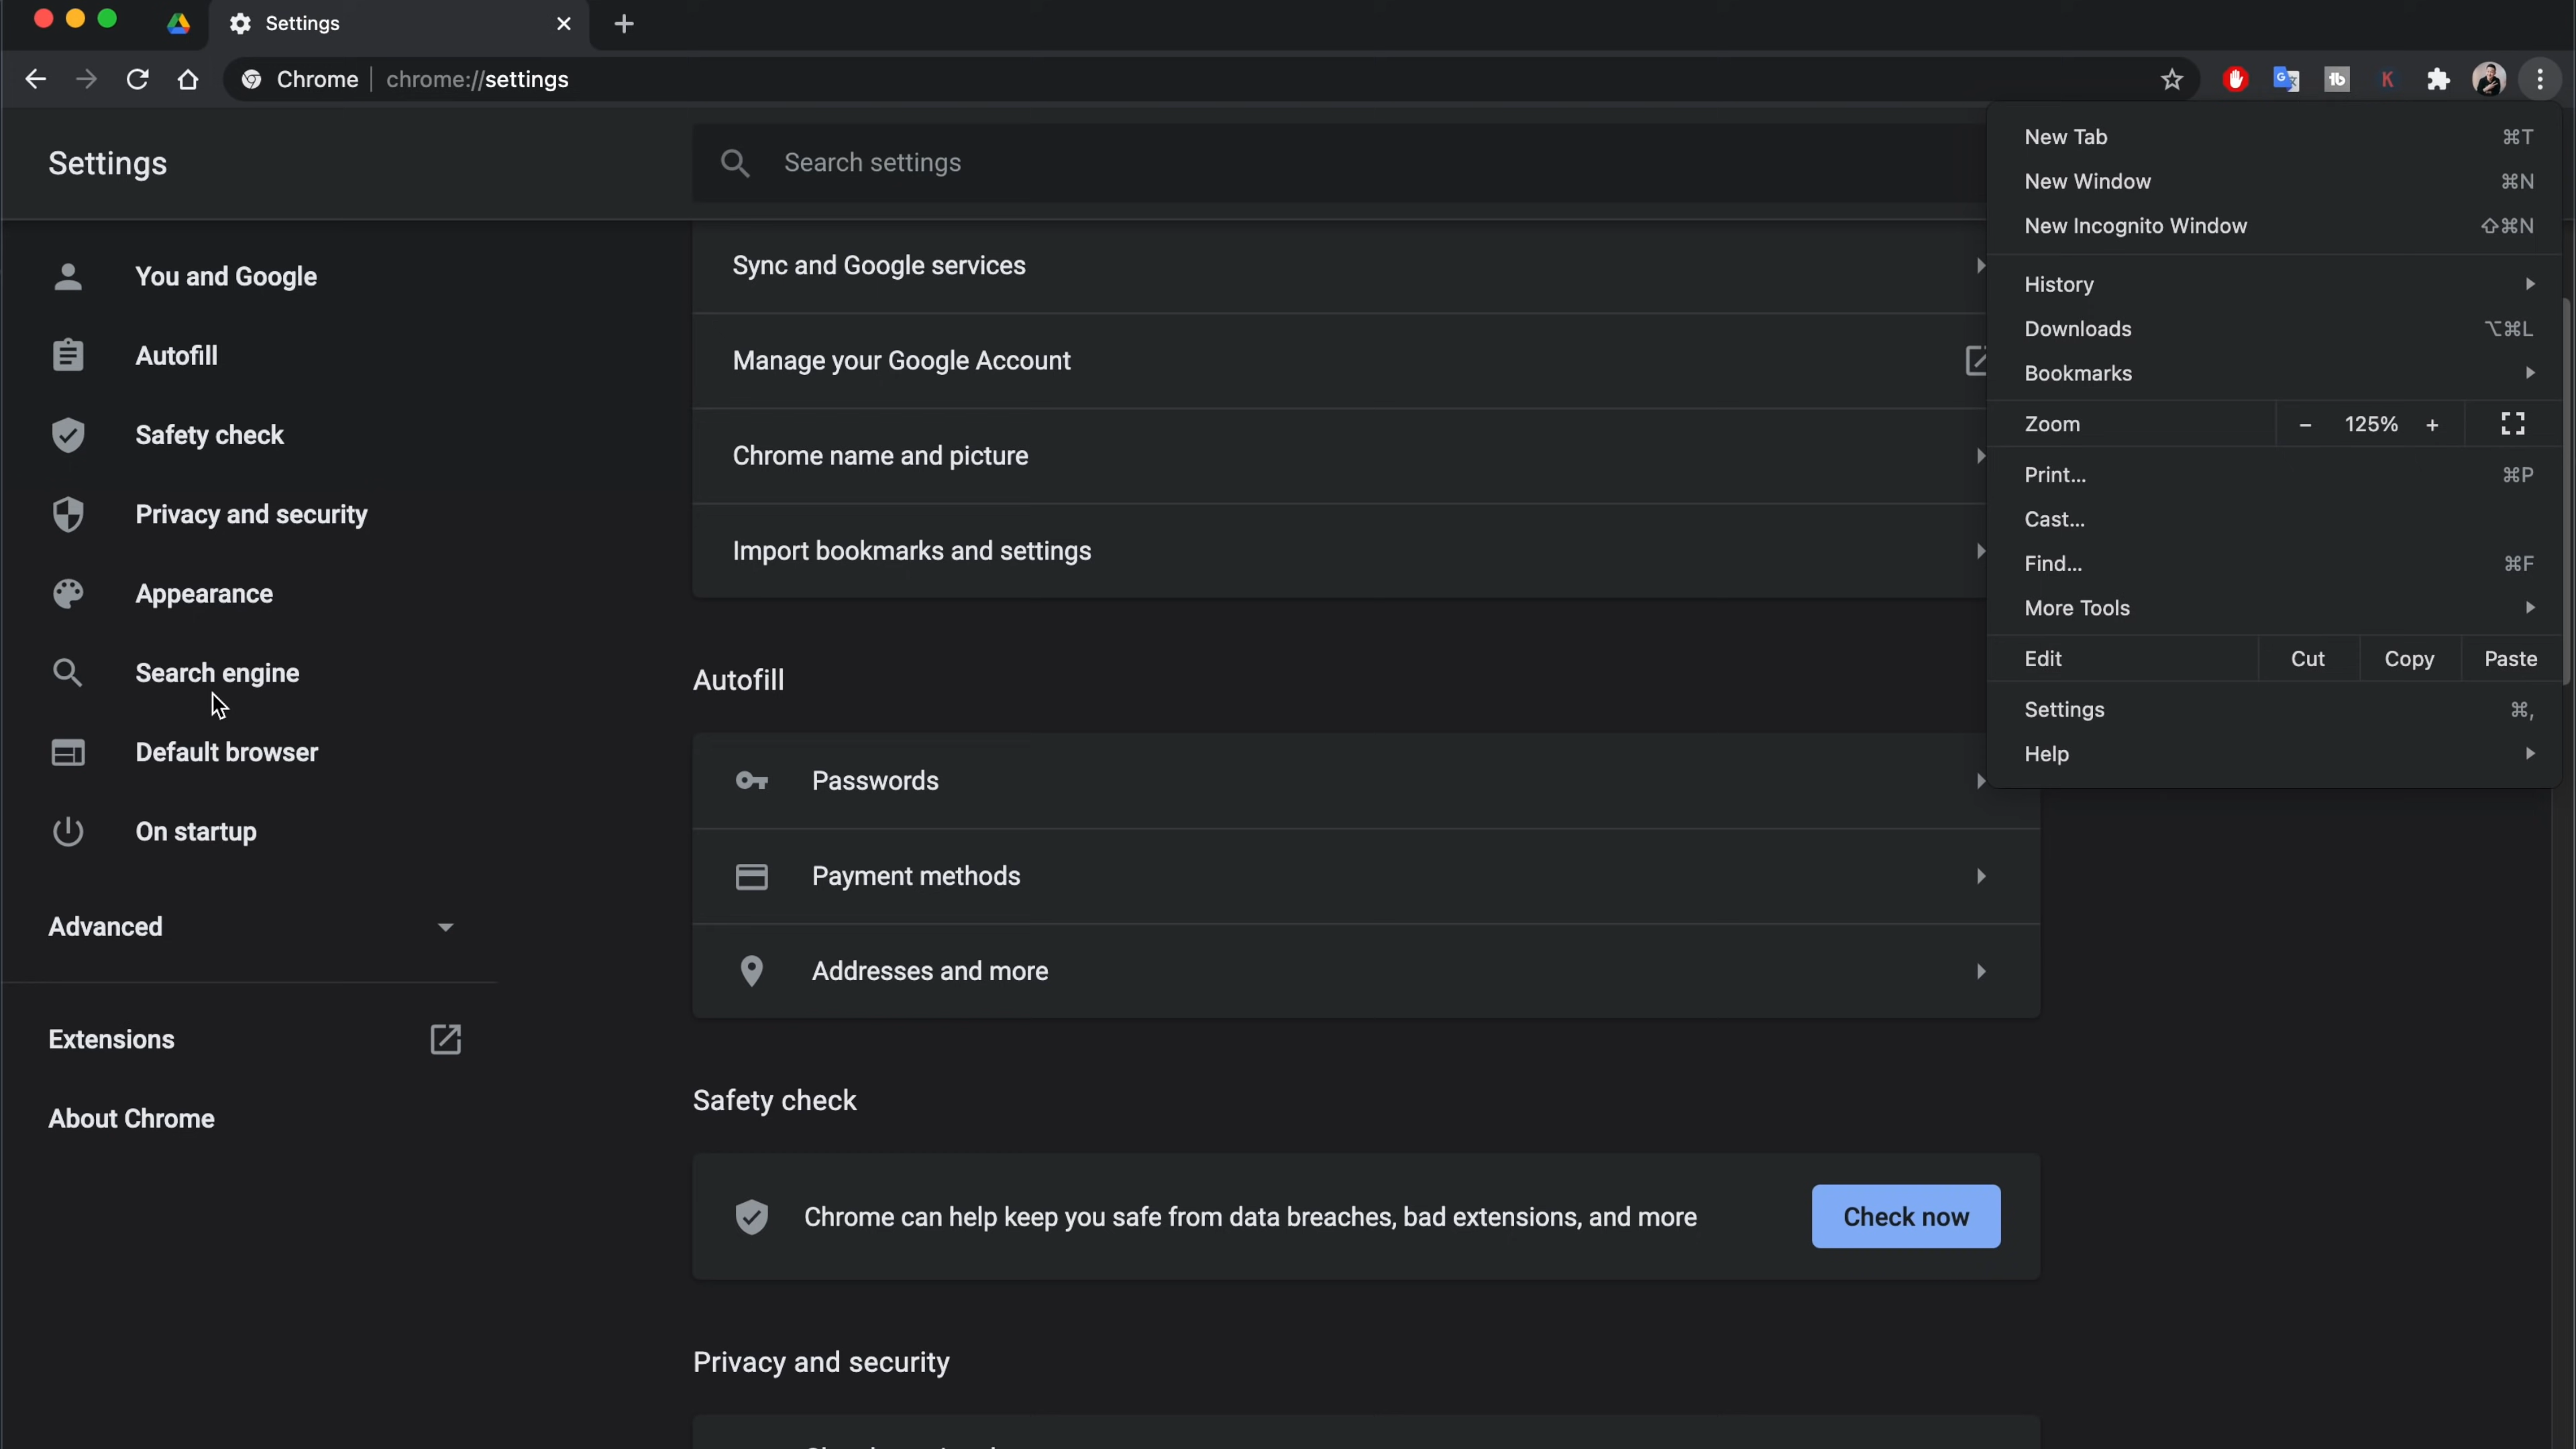 Settings
Chrome | chrome://settings
Settings
Search settings
You and Google
Autofill
Safety check
Privacy and security
Appearance
Search engine
Default browser
On startup
Advanced
Extensions
About Chrome
Sync and Google services
Manage your Google Account
Chrome name and picture
Import bookmarks and settings
Autofill
Passwords
Payment methods
Addresses and more
Safety check
Chrome can help keep you safe from data breaches, bad extensions, and more
Check now
Privacy and security
New Tab ⌘T
New Window ⌘N
New Incognito Window ⇧⌘N
History
Downloads ⌥⌘L
Bookmarks
Zoom − 125% +
Print... ⌘P
Cast...
Find... ⌘F
More Tools
Edit Cut Copy Paste
Settings ⌘,
Help